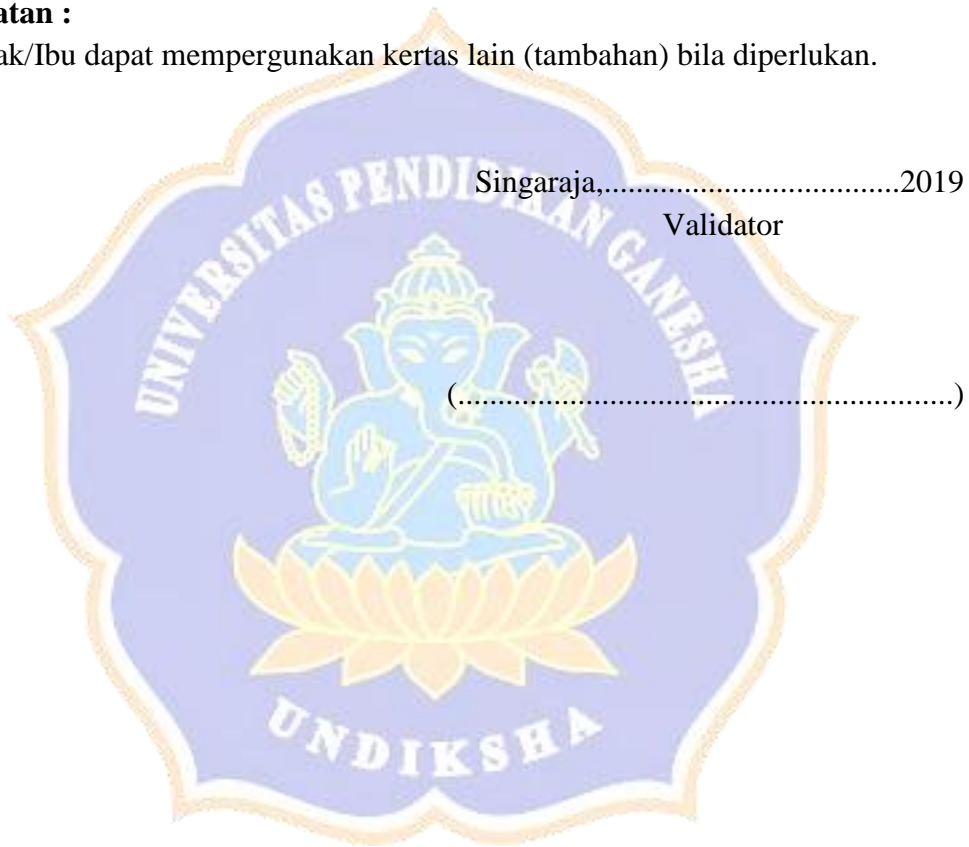 atan :
ak/Ibu dapat mempergunakan kertas lain (tambahan) bila diperlukan.
Singaraja,.....................................2019
Validator
(..............................................................)
UNIVERSITAS PENDIDIKAN GANESHA
UNDIKSHA